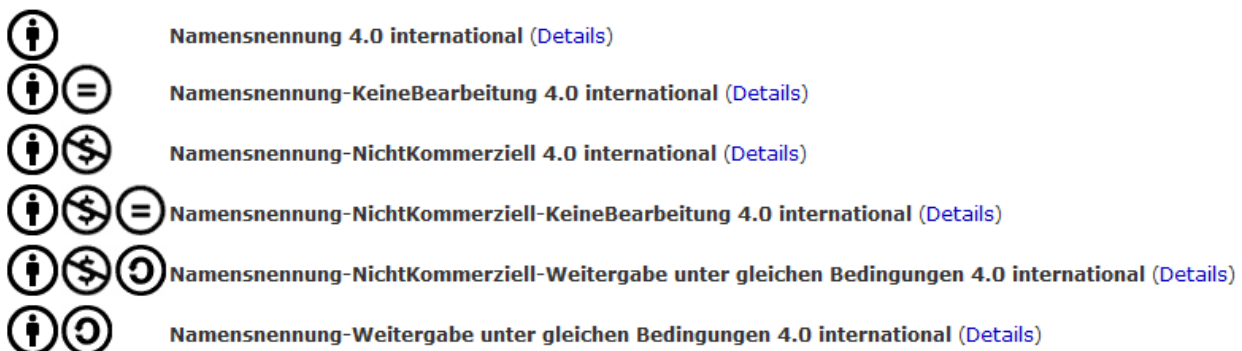 Namensnennung 4.0 international (Details)
Namensnennung-KeineBearbeitung 4.0 international (Details)
Namensnennung-NichtKommerziell 4.0 international (Details)
Namensnennung-NichtKommerziell-KeineBearbeitung 4.0 international (Details)
Namensnennung-NichtKommerziell-Weitergabe unter gleichen Bedingungen 4.0 international (Details)
Namensnennung-Weitergabe unter gleichen Bedingungen 4.0 international (Details)